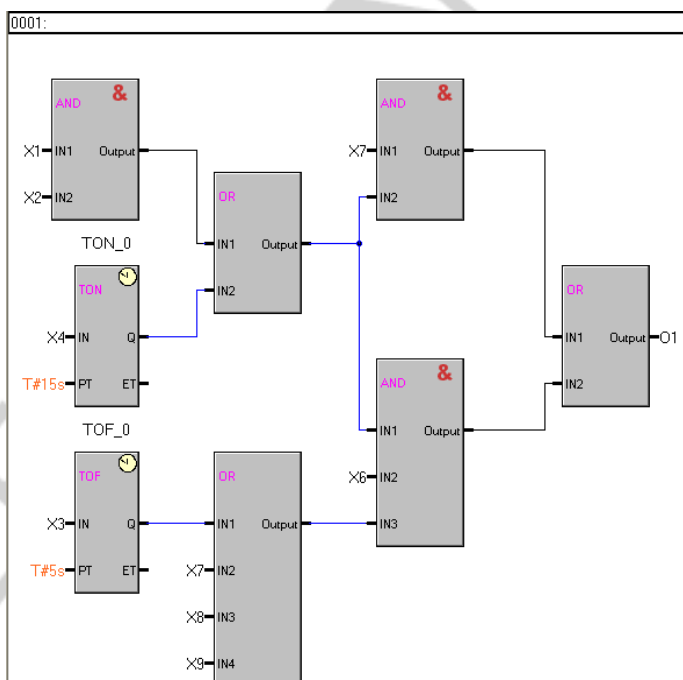 0001:
AND &
X1 IN1 Output
X2 IN2
OR
IN1 Output
IN2
TON_0
TON
X4 IN Q
T#15s PT ET
TOF_0
TOF
X3 IN Q
T#5s PT ET
OR
IN1 Output
X7 IN2
X8 IN3
X9 IN4
AND &
X7 IN1 Output
IN2
AND &
IN1 Output
X6 IN2
IN3
OR
IN1 Output O1
IN2